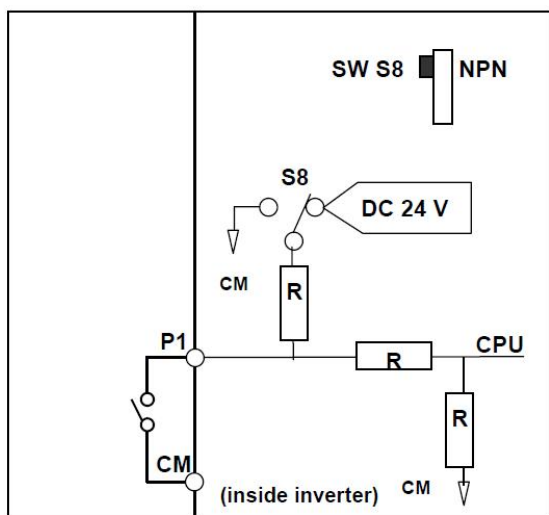 SW S8 NPN
S8
DC 24 V
CM
R
P1
R
CPU
R
CM
(inside inverter)
CM